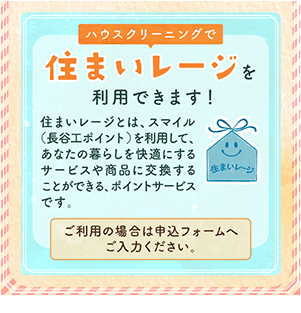 ハウスクリーニングで
住まいレージを
利用できます！
住まいレージとは、スマイル
（長谷工ポイント）を利用して、
あなたの暮らしを快適にする
サービスや商品に交換する
ことができる、ポイントサービス
です。
住まいレージ
ご利用の場合は申込フォームへ
ご入力ください。